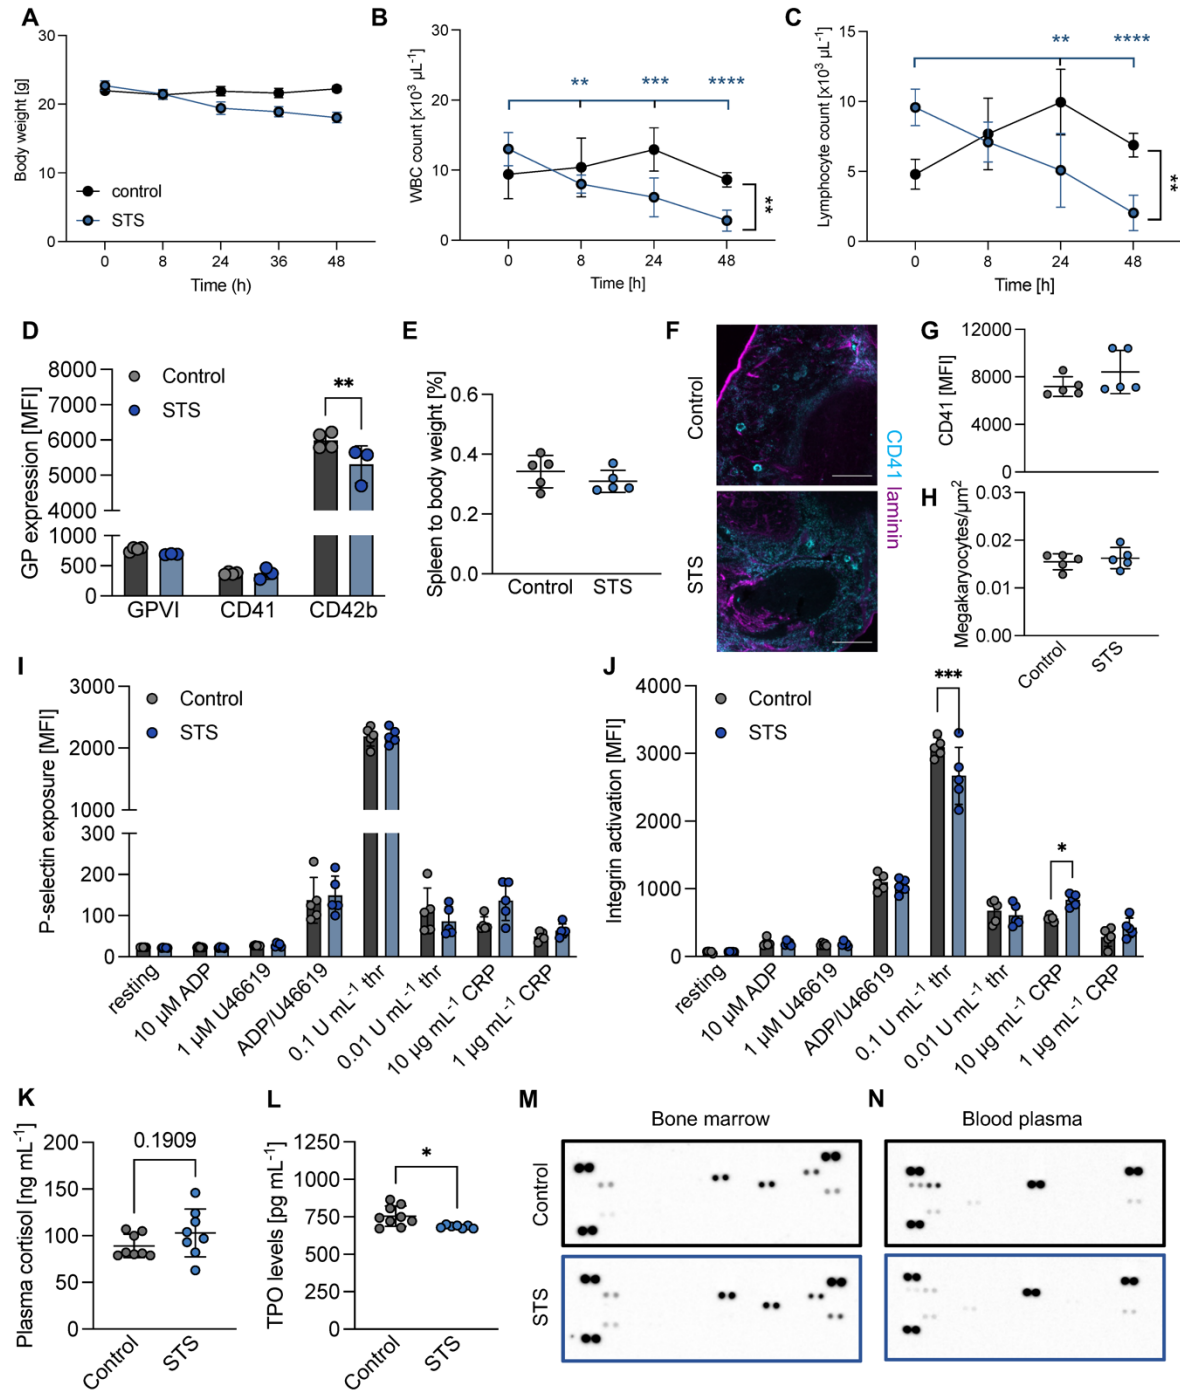 A
Body weight [g]
30
20
10
0
control
STS
0 8 24 36 48
Time (h)
B
WBC count [x10³ µL⁻¹]
30
20
10
0
** *** ****
**
0 8 24 48
Time [h]
C
Lymphocyte count [x10³ µL⁻¹]
15
10
5
0
** ****
**
0 8 24 48
Time [h]
D
GP expression [MFI]
8000
7000
6000
5000
4000
1000
500
0
Control
STS
**
GPVI CD41 CD42b
E
Spleen to body weight [%]
0.6
0.4
0.2
0.0
Control STS
F
Control
STS
CD41 laminin
G
CD41 [MFI]
12000
8000
4000
0
H
Megakaryocytes/µm²
0.03
0.02
0.01
0.00
Control STS
I
P-selectin exposure [MFI]
3000
2000
1000
300
200
100
0
Control
STS
resting
10 µM ADP
1 µM U46619
ADP/U46619
0.1 U mL⁻¹ thr
0.01 U mL⁻¹ thr
10 µg mL⁻¹ CRP
1 µg mL⁻¹ CRP
J
Integrin activation [MFI]
4000
3000
2000
1000
0
Control
STS
***
*
resting
10 µM ADP
1 µM U46619
ADP/U46619
0.1 U mL⁻¹ thr
0.01 U mL⁻¹ thr
10 µg mL⁻¹ CRP
1 µg mL⁻¹ CRP
K
Plasma cortisol [ng mL⁻¹]
200
150
100
50
0
0.1909
Control STS
L
TPO levels [pg mL⁻¹]
1250
1000
750
500
250
0
*
Control STS
M
Bone marrow
Control
STS
N
Blood plasma